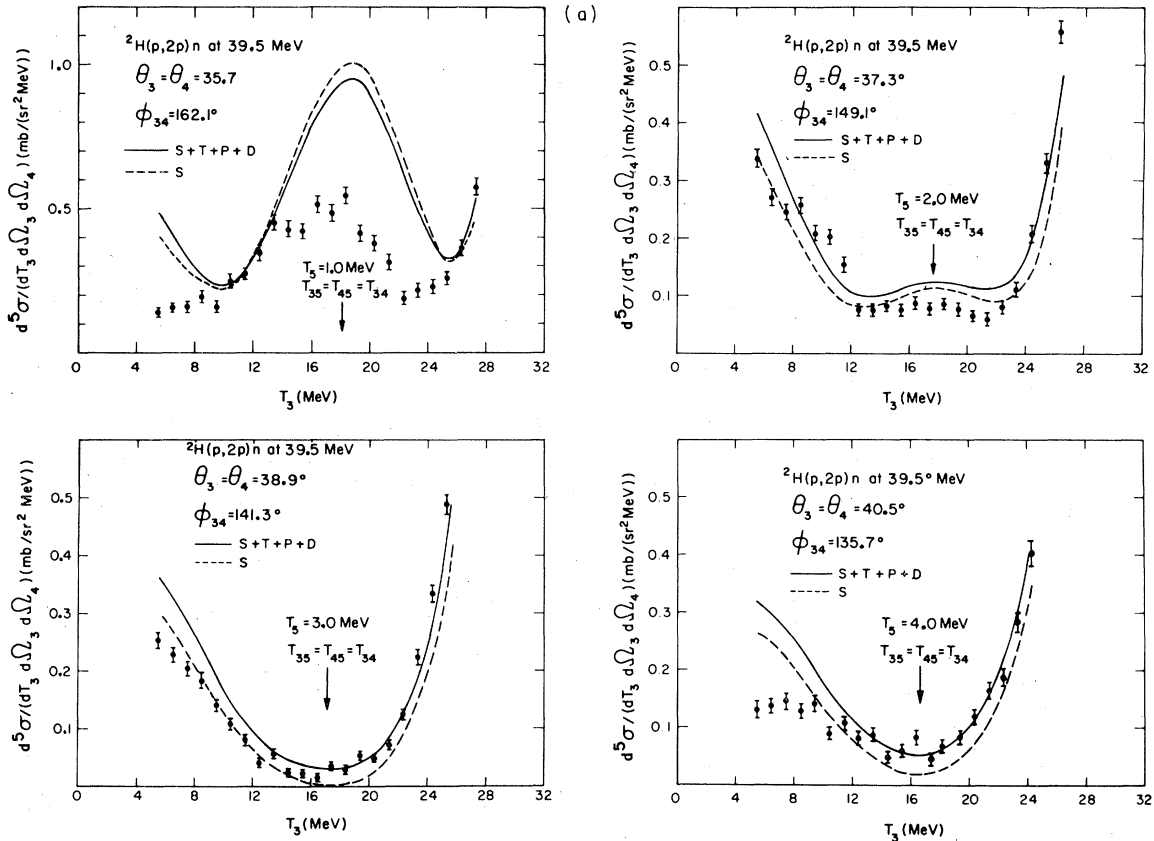 (a)
²H(p,2p)n at 39.5 MeV
θ₃ = θ₄ = 35.7
ϕ₃₄ = 162.1°
S + T + P + D
S
T₅ = 1.0 MeV
T₃₅ = T₄₅ = T₃₄
d⁵σ/(dT₃ dΩ₃ dΩ₄) (mb/(sr² MeV))
1.0
0.5
0 4 8 12 16 20 24 28 32
T₃ (MeV)
²H(p,2p)n at 39.5 MeV
θ₃ = θ₄ = 37.3°
ϕ₃₄ = 149.1°
S + T + P + D
S
T₅ = 2.0 MeV
T₃₅ = T₄₅ = T₃₄
d⁵σ/(dT₃ dΩ₃ dΩ₄) (mb/(sr² MeV))
0.5
0.4
0.3
0.2
0.1
0 4 8 12 16 20 24 28 32
T₃ (MeV)
²H(p,2p)n at 39.5 MeV
θ₃ = θ₄ = 38.9°
ϕ₃₄ = 141.3°
S + T + P + D
S
T₅ = 3.0 MeV
T₃₅ = T₄₅ = T₃₄
d⁵σ/(dT₃ dΩ₃ dΩ₄) (mb/sr² MeV))
0.5
0.4
0.3
0.2
0.1
0 4 8 12 16 20 24 28 32
T₃ (MeV)
²H(p,2p)n at 39.5° MeV
θ₃ = θ₄ = 40.5°
ϕ₃₄ = 135.7°
S + T + P + D
S
T₅ = 4.0 MeV
T₃₅ = T₄₅ = T₃₄
d⁵σ/(dT₃ dΩ₃ dΩ₄) (mb/(sr² MeV))
0.5
0.4
0.3
0.2
0.1
0 4 8 12 16 20 24 28 32
T₃ (MeV)